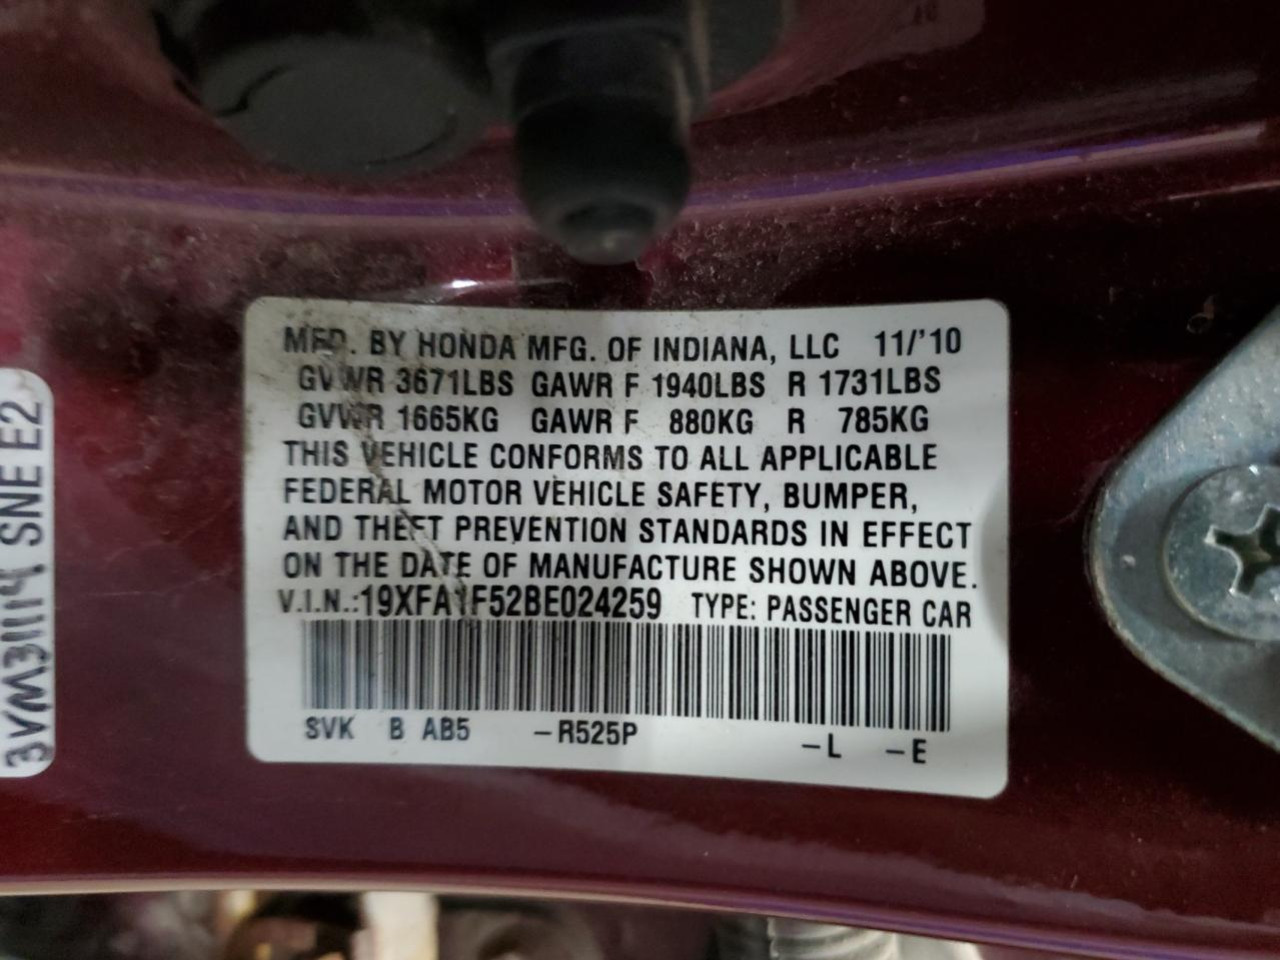 MFD. BY HONDA MFG. OF INDIANA, LLC 11/'10
GVWR 3671LBS GAWR F 1940LBS R 1731LBS
GVWR 1665KG GAWR F 880KG R 785KG
THIS VEHICLE CONFORMS TO ALL APPLICABLE
FEDERAL MOTOR VEHICLE SAFETY, BUMPER,
AND THEFT PREVENTION STANDARDS IN EFFECT
ON THE DATE OF MANUFACTURE SHOWN ABOVE.
V.I.N.:19XFA1F52BE024259 TYPE: PASSENGER CAR
SVK B AB5 -R525P -L -E
3VM3114 SNE E2